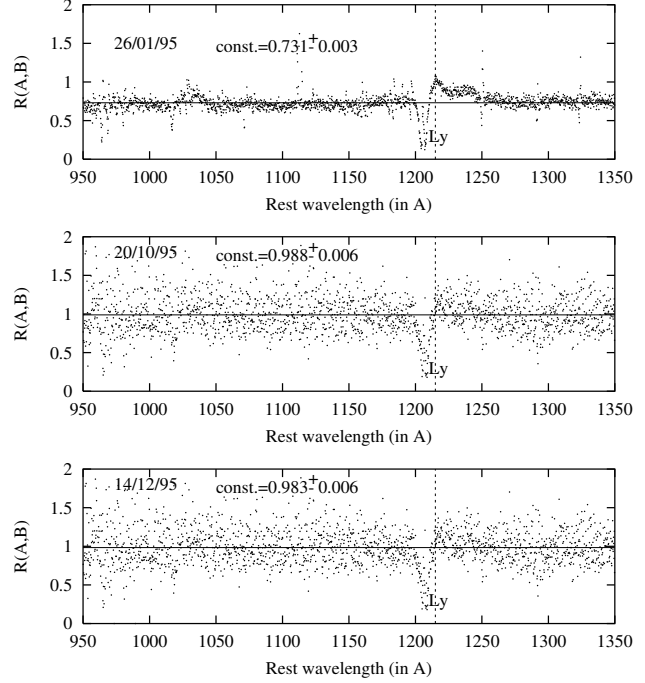 2
26/01/95 const.=0.731±0.003
1.5
R(A,B)
1
0.5
Ly
0
950 1000 1050 1100 1150 1200 1250 1300 1350
Rest wavelength (in A)
2
20/10/95 const.=0.988±0.006
1.5
R(A,B)
1
0.5
Ly
0
950 1000 1050 1100 1150 1200 1250 1300 1350
Rest wavelength (in A)
2
14/12/95 const.=0.983±0.006
1.5
R(A,B)
1
0.5
Ly
0
950 1000 1050 1100 1150 1200 1250 1300 1350
Rest wavelength (in A)